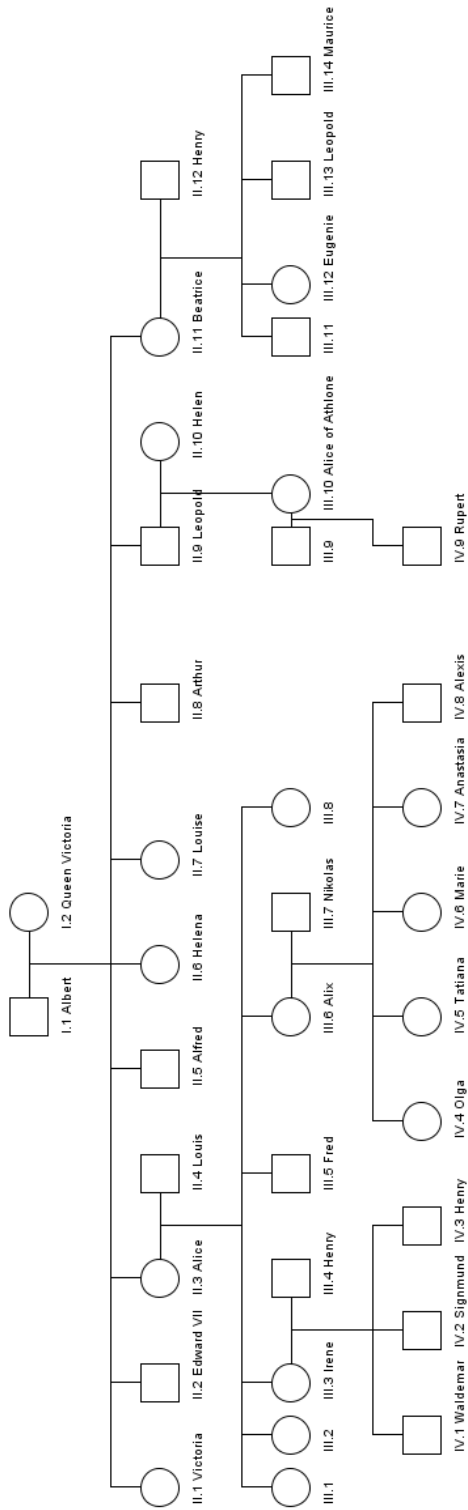 I.1 Albert
I.2 Queen Victoria
II.1 Victoria
II.2 Edward VII
II.3 Alice
II.4 Louis
II.5 Alfred
II.6 Helena
II.7 Louise
II.8 Arthur
II.9 Leopold
II.10 Helen
II.11 Beatrice
II.12 Henry
III.1
III.2
III.3 Irene
III.4 Henry
III.5 Fred
III.6 Alix
III.7 Nikolas
III.8
III.9
III.10 Alice of Athlone
III.11
III.12 Eugenie
III.13 Leopold
III.14 Maurice
IV.1 Waldemar
IV.2 Signmund
IV.3 Henry
IV.4 Olga
IV.5 Tatiana
IV.6 Marie
IV.7 Anastasia
IV.8 Alexis
IV.9 Rupert